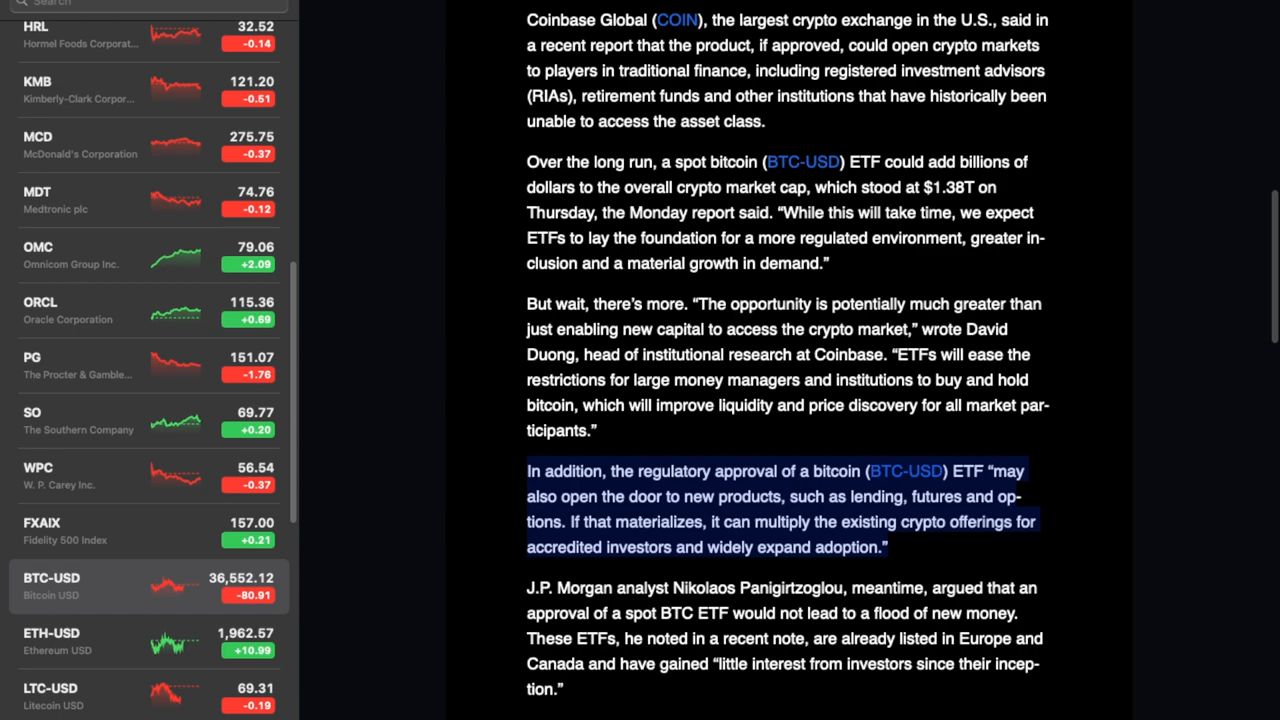 Search
HRL
32.52
Hormel Foods Corporat...
-0.14
KMB
121.20
Kimberly-Clark Corpor...
-0.51
MCD
275.75
McDonald's Corporation
-0.37
MDT
74.76
Medtronic plc
-0.12
OMC
79.06
Omnicom Group Inc.
+2.09
ORCL
115.36
Oracle Corporation
+0.69
PG
151.07
The Procter & Gamble...
-1.76
SO
69.77
The Southern Company
+0.20
WPC
56.54
W. P. Carey Inc.
-0.37
FXAIX
157.00
Fidelity 500 Index
+0.21
BTC-USD
36,552.12
Bitcoin USD
-80.91
ETH-USD
1,962.57
Ethereum USD
+10.99
LTC-USD
69.31
Litecoin USD
-0.19
Coinbase Global (COIN), the largest crypto exchange in the U.S., said in
a recent report that the product, if approved, could open crypto markets
to players in traditional finance, including registered investment advisors
(RIAs), retirement funds and other institutions that have historically been
unable to access the asset class.
Over the long run, a spot bitcoin (BTC-USD) ETF could add billions of
dollars to the overall crypto market cap, which stood at $1.38T on
Thursday, the Monday report said. “While this will take time, we expect
ETFs to lay the foundation for a more regulated environment, greater in-
clusion and a material growth in demand.”
But wait, there’s more. “The opportunity is potentially much greater than
just enabling new capital to access the crypto market,” wrote David
Duong, head of institutional research at Coinbase. “ETFs will ease the
restrictions for large money managers and institutions to buy and hold
bitcoin, which will improve liquidity and price discovery for all market par-
ticipants.”
In addition, the regulatory approval of a bitcoin (BTC-USD) ETF “may
also open the door to new products, such as lending, futures and op-
tions. If that materializes, it can multiply the existing crypto offerings for
accredited investors and widely expand adoption.”
J.P. Morgan analyst Nikolaos Panigirtzoglou, meantime, argued that an
approval of a spot BTC ETF would not lead to a flood of new money.
These ETFs, he noted in a recent note, are already listed in Europe and
Canada and have gained “little interest from investors since their incep-
tion.”